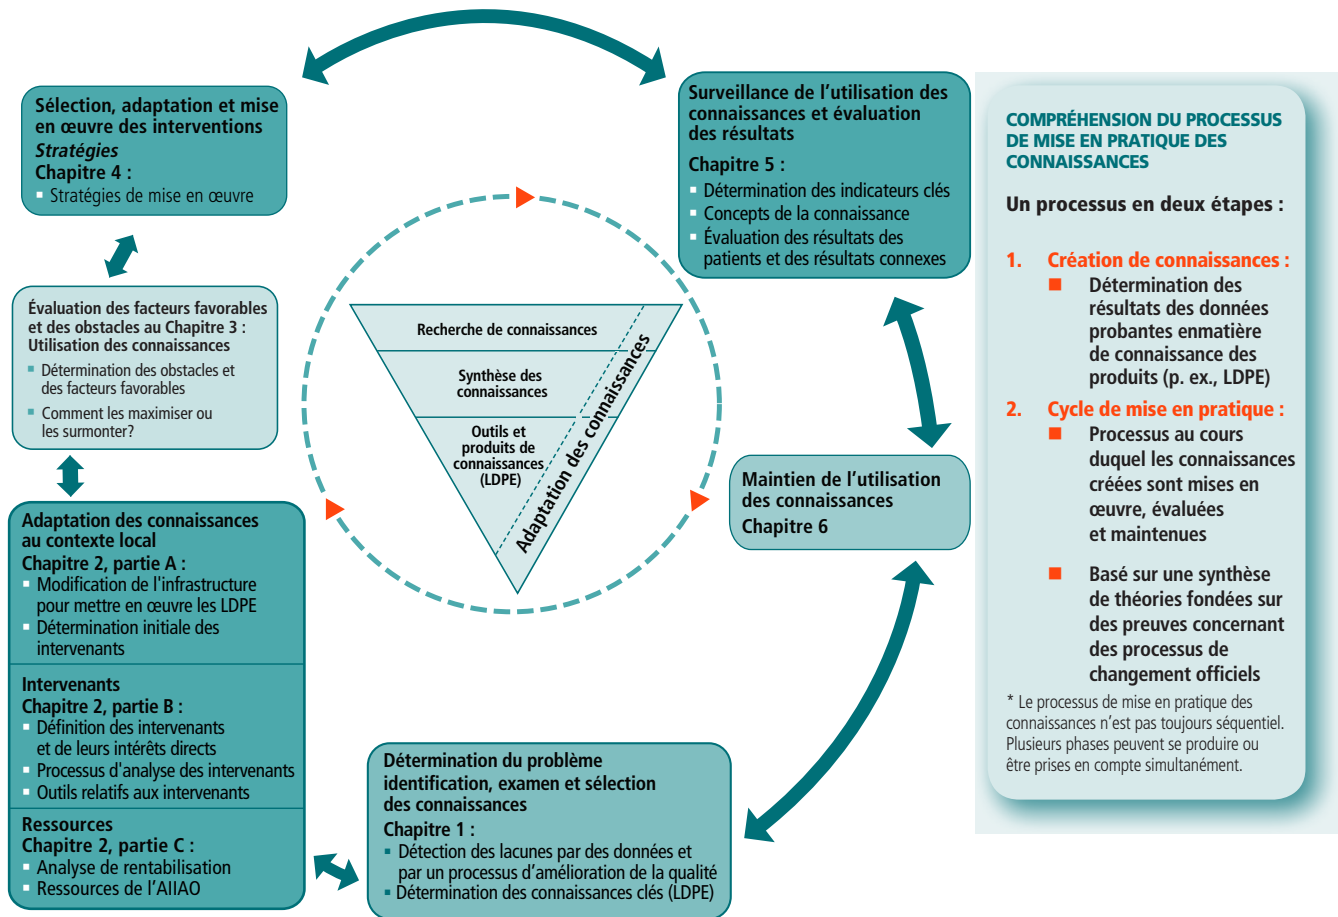 Sélection, adaptation et mise
en œuvre des interventions
Stratégies
Chapitre 4 :
▪ Stratégies de mise en œuvre
Évaluation des facteurs favorables
et des obstacles au Chapitre 3 :
Utilisation des connaissances
▪ Détermination des obstacles et
des facteurs favorables
▪ Comment les maximiser ou
les surmonter?
Adaptation des connaissances
au contexte local
Chapitre 2, partie A :
▪ Modification de l'infrastructure
pour mettre en œuvre les LDPE
▪ Détermination initiale des
intervenants
Intervenants
Chapitre 2, partie B :
▪ Définition des intervenants
et de leurs intérêts directs
▪ Processus d'analyse des intervenants
▪ Outils relatifs aux intervenants
Ressources
Chapitre 2, partie C :
▪ Analyse de rentabilisation
▪ Ressources de l'AIIAO
Recherche de connaissances
Synthèse des
connaissances
Outils et
produits de
connaissances
(LDPE)
Adaptation des connaissances
Détermination du problème
identification, examen et sélection
des connaissances
Chapitre 1 :
▪ Détection des lacunes par des données et
par un processus d'amélioration de la qualité
▪ Détermination des connaissances clés (LDPE)
Surveillance de l'utilisation des
connaissances et évaluation
des résultats
Chapitre 5 :
▪ Détermination des indicateurs clés
▪ Concepts de la connaissance
▪ Évaluation des résultats des
patients et des résultats connexes
Maintien de l'utilisation
des connaissances
Chapitre 6
COMPRÉHENSION DU PROCESSUS
DE MISE EN PRATIQUE DES
CONNAISSANCES
Un processus en deux étapes :
1. Création de connaissances :
■ Détermination des
résultats des données
probantes enmatière
de connaissance des
produits (p. ex., LDPE)
2. Cycle de mise en pratique :
■ Processus au cours
duquel les connaissances
créées sont mises en
œuvre, évaluées
et maintenues
■ Basé sur une synthèse
de théories fondées sur
des preuves concernant
des processus de
changement officiels
* Le processus de mise en pratique des
connaissances n'est pas toujours séquentiel.
Plusieurs phases peuvent se produire ou
être prises en compte simultanément.